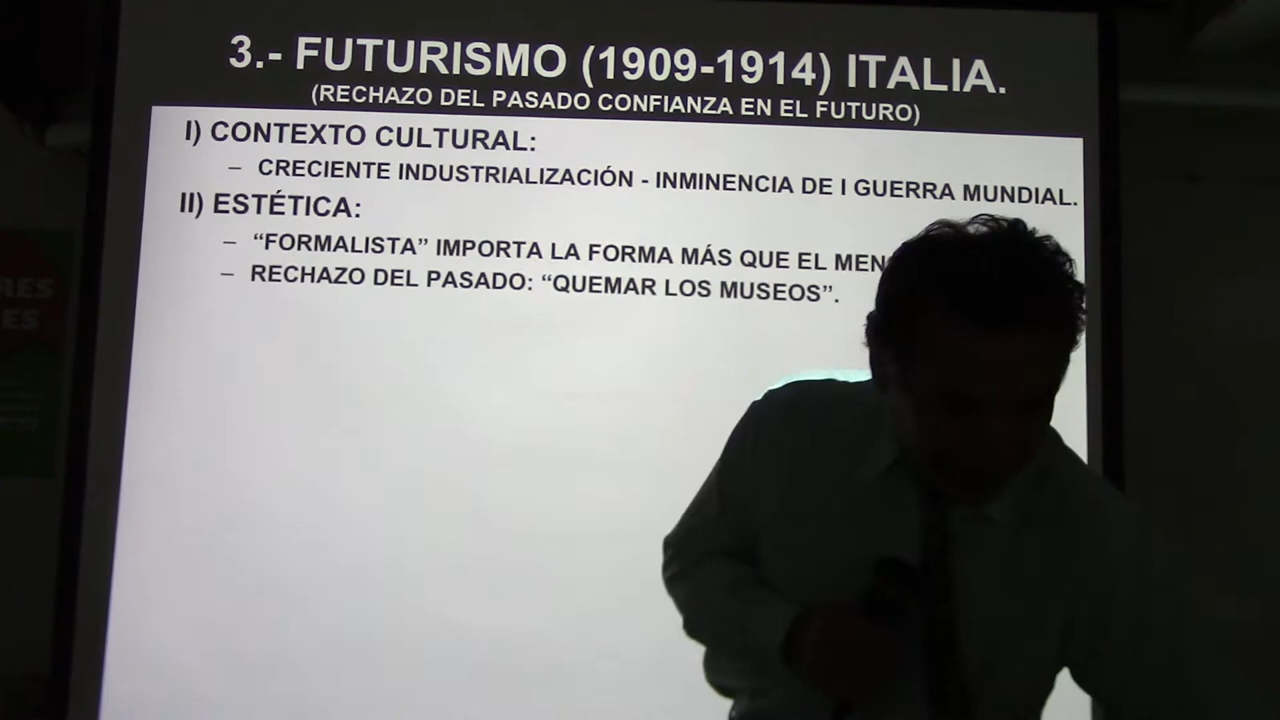 3.- FUTURISMO (1909-1914) ITALIA.
(RECHAZO DEL PASADO CONFIANZA EN EL FUTURO)
I) CONTEXTO CULTURAL:
– CRECIENTE INDUSTRIALIZACIÓN - INMINENCIA DE I GUERRA MUNDIAL.
II) ESTÉTICA:
– “FORMALISTA” IMPORTA LA FORMA MÁS QUE EL
– RECHAZO DEL PASADO: “QUEMAR LOS MUSEOS”.